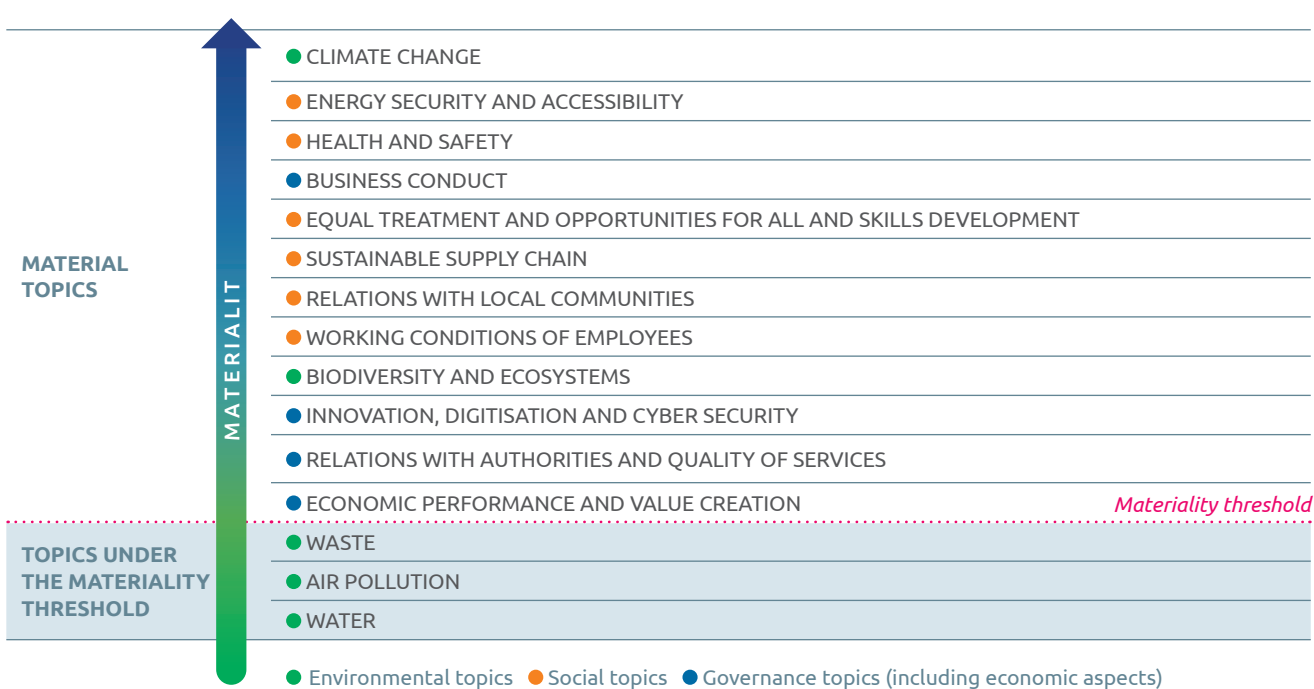 CLIMATE CHANGE
ENERGY SECURITY AND ACCESSIBILITY
HEALTH AND SAFETY
BUSINESS CONDUCT
EQUAL TREATMENT AND OPPORTUNITIES FOR ALL AND SKILLS DEVELOPMENT
SUSTAINABLE SUPPLY CHAIN
MATERIAL
TOPICS
MATERIALIT
RELATIONS WITH LOCAL COMMUNITIES
WORKING CONDITIONS OF EMPLOYEES
BIODIVERSITY AND ECOSYSTEMS
INNOVATION, DIGITISATION AND CYBER SECURITY
RELATIONS WITH AUTHORITIES AND QUALITY OF SERVICES
ECONOMIC PERFORMANCE AND VALUE CREATION
Materiality threshold
TOPICS UNDER
THE MATERIALITY
THRESHOLD
WASTE
AIR POLLUTION
WATER
Environmental topics Social topics Governance topics (including economic aspects)